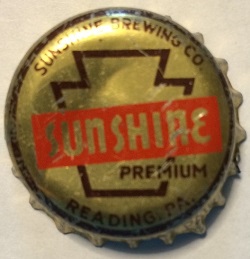 SUNSHINE BREWING CO.
SUNSHINE
PREMIUM
READING, PA.